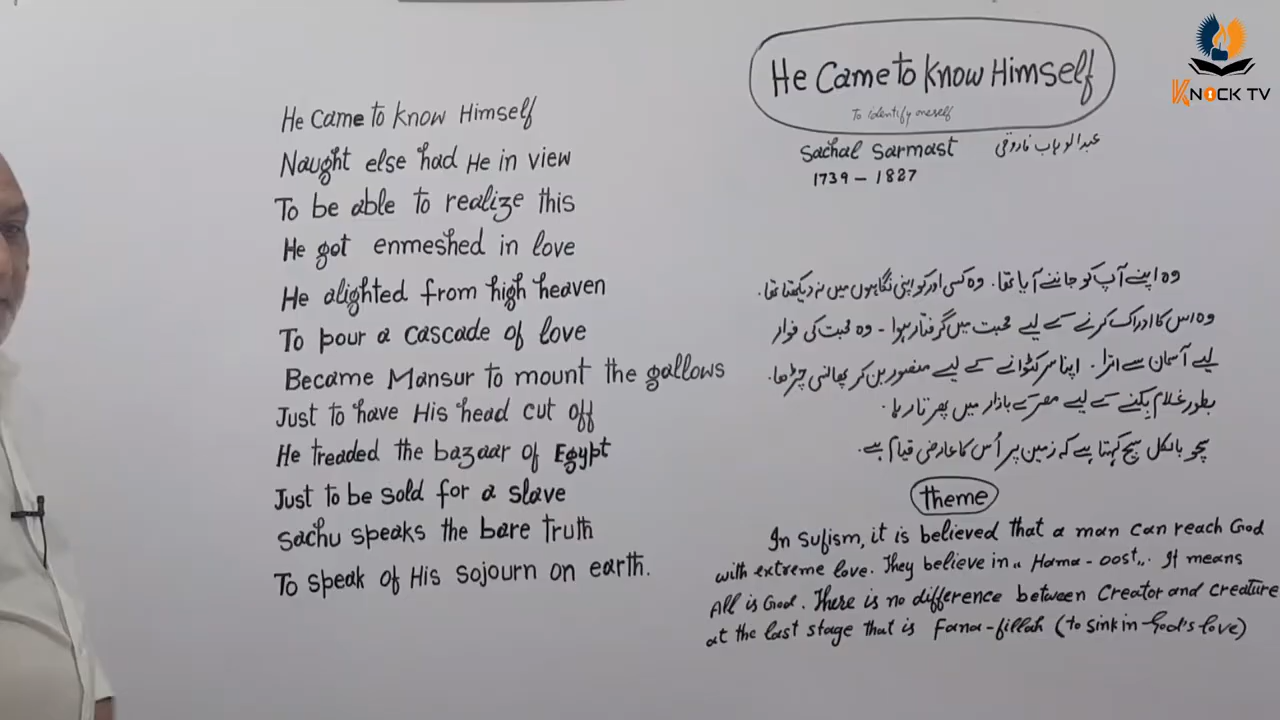 He Came to Know Himself
Naught else had He in view
To be able to realize this
He got enmeshed in love
He alighted from high heaven
To pour a cascade of love
Became Mansur to mount the gallows
Just to have His head cut off
He treaded the bazaar of Egypt
Just to be sold for a slave
Sachu speaks the bare truth
To speak of His sojourn on earth.
He Came to Know Himself
To identify oneself
Sachal Sarmast عبدالوہاب فاروقی
1739 - 1827
وہ اپنے آپ کو جاننے آیا تھا۔ وہ کسی اور کو اپنی نگاہوں میں نہ دیکھتا تھا۔
وہ اس کا ادراک کرنے کے لیے محبت میں گرفتار ہوا - وہ محبت کی فوار
لیے آسمان سے اترا۔ اپنا سر کٹوانے کے لیے منصور بن کر پھانسی چڑھا۔
بطور غلام بکنے کے لیے مصر کے بازار میں پھرتا رہا۔
سچو بالکل سچ کہتا ہے کہ زمین پر اُس کا عارضی قیام ہے۔
theme
In Sufism, it is believed that a man can reach God
with extreme love. They believe in ,, Hama-oost,,. It means
All is God. There is no difference between Creator and creature
at the last stage that is Fana-fillah (to sink in God's love)
KNOCK TV